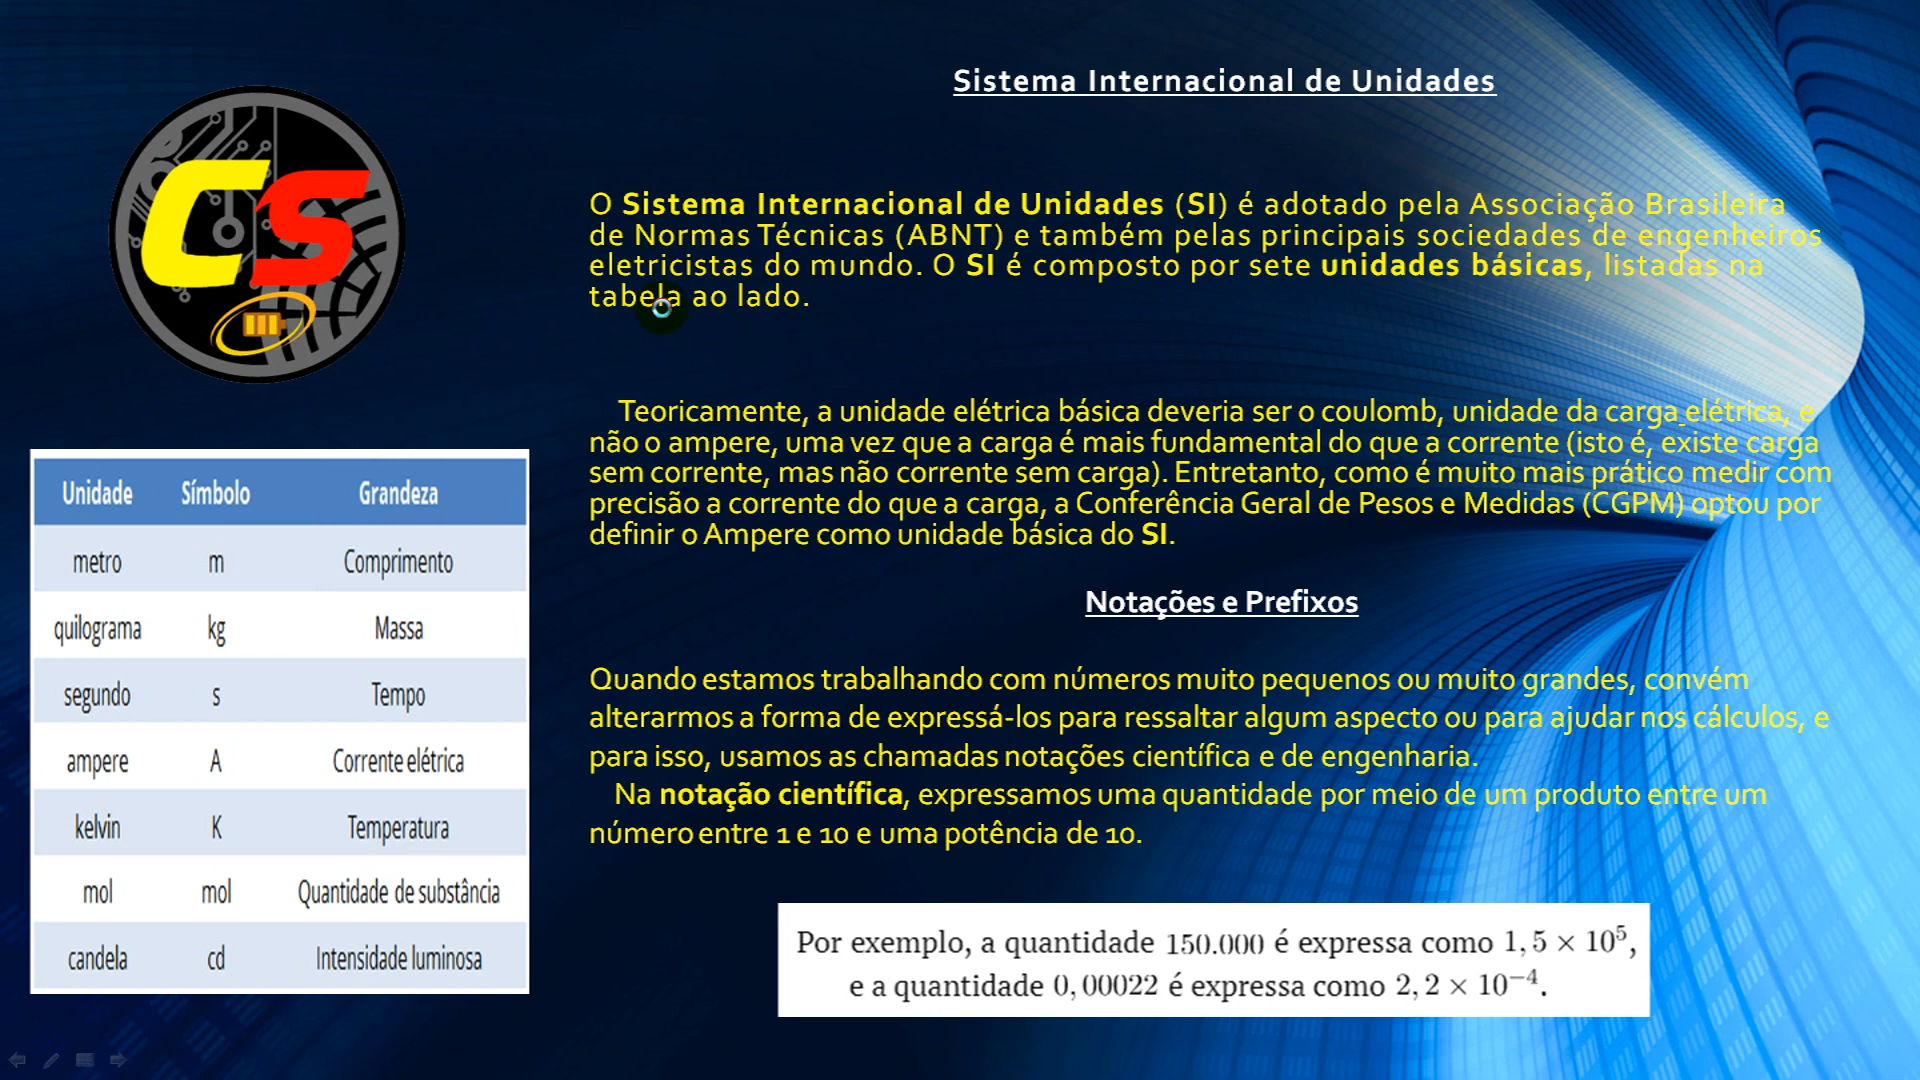 Sistema Internacional de Unidades
CS
O Sistema Internacional de Unidades (SI) é adotado pela Associação Brasileira
de Normas Técnicas (ABNT) e também pelas principais sociedades de engenheiros
eletricistas do mundo. O SI é composto por sete unidades básicas, listadas na
tabela ao lado.
Teoricamente, a unidade elétrica básica deveria ser o coulomb, unidade da carga elétrica, e
não o ampere, uma vez que a carga é mais fundamental do que a corrente (isto é, existe carga
sem corrente, mas não corrente sem carga). Entretanto, como é muito mais prático medir com
precisão a corrente do que a carga, a Conferência Geral de Pesos e Medidas (CGPM) optou por
definir o Ampere como unidade básica do SI.
Unidade Símbolo Grandeza
metro m Comprimento
quilograma kg Massa
segundo s Tempo
ampere A Corrente elétrica
kelvin K Temperatura
mol mol Quantidade de substância
candela cd Intensidade luminosa
Notações e Prefixos
Quando estamos trabalhando com números muito pequenos ou muito grandes, convém
alterarmos a forma de expressá-los para ressaltar algum aspecto ou para ajudar nos cálculos, e
para isso, usamos as chamadas notações científica e de engenharia.
Na notação científica, expressamos uma quantidade por meio de um produto entre um
número entre 1 e 10 e uma potência de 10.
Por exemplo, a quantidade 150.000 é expressa como 1,5 × 10⁵,
e a quantidade 0,00022 é expressa como 2,2 × 10⁻⁴.